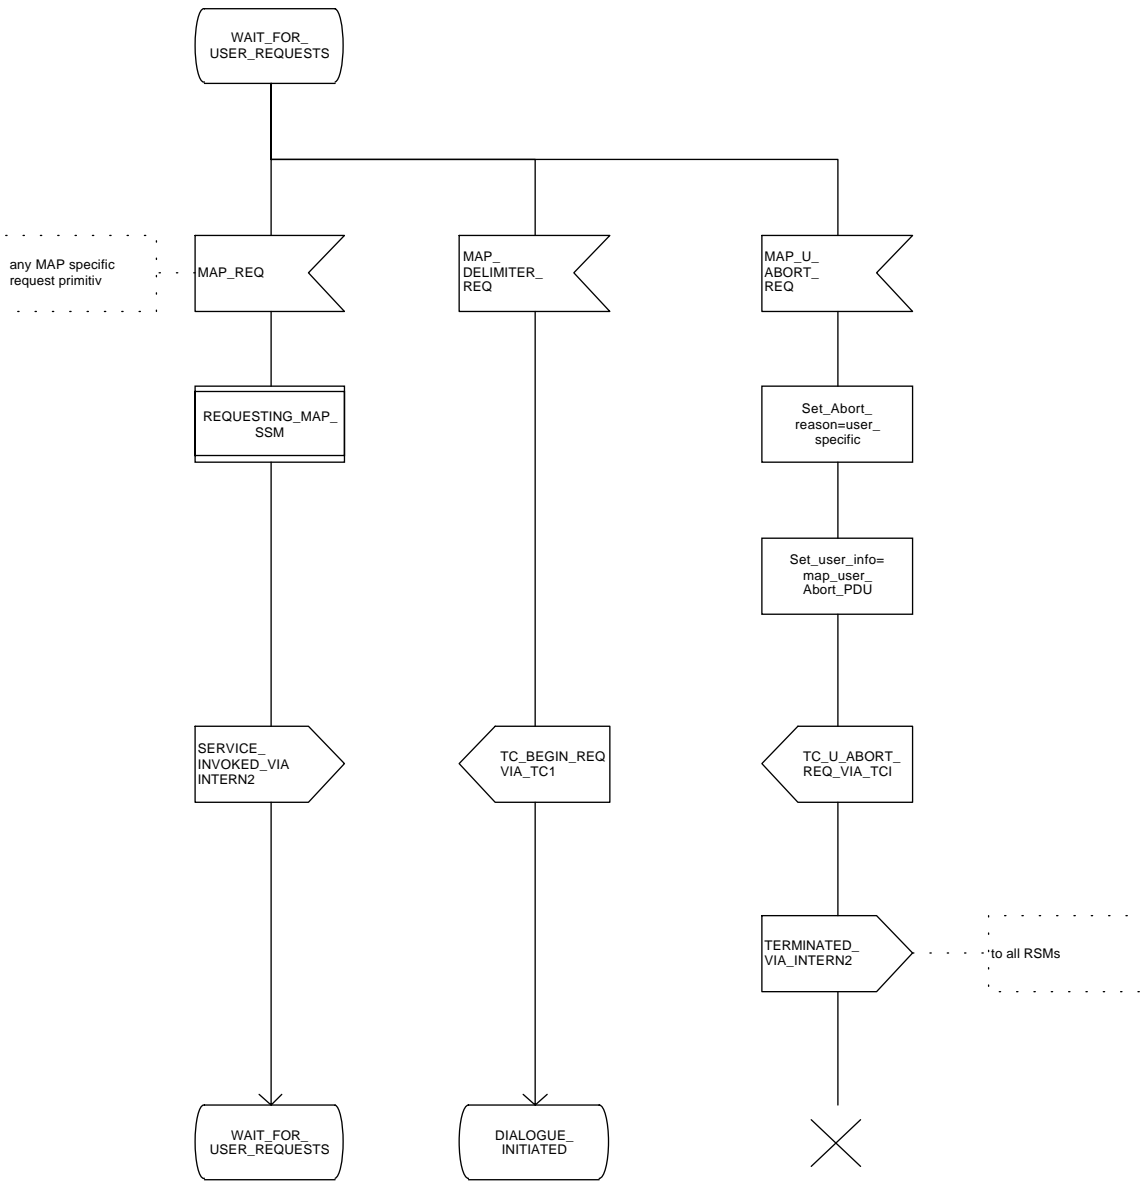 WAIT_FOR_
USER_REQUESTS
any MAP specific
request primitiv
MAP_REQ
MAP_
DELIMITER_
REQ
MAP_U_
ABORT_
REQ
REQUESTING_MAP_
SSM
Set_Abort_
reason=user_
specific
Set_user_info=
map_user_
Abort_PDU
SERVICE_
INVOKED_VIA
INTERN2
TC_BEGIN_REQ
VIA_TC1
TC_U_ABORT_
REQ_VIA_TCI
TERMINATED_
VIA_INTERN2
to all RSMs
WAIT_FOR_
USER_REQUESTS
DIALOGUE_
INITIATED